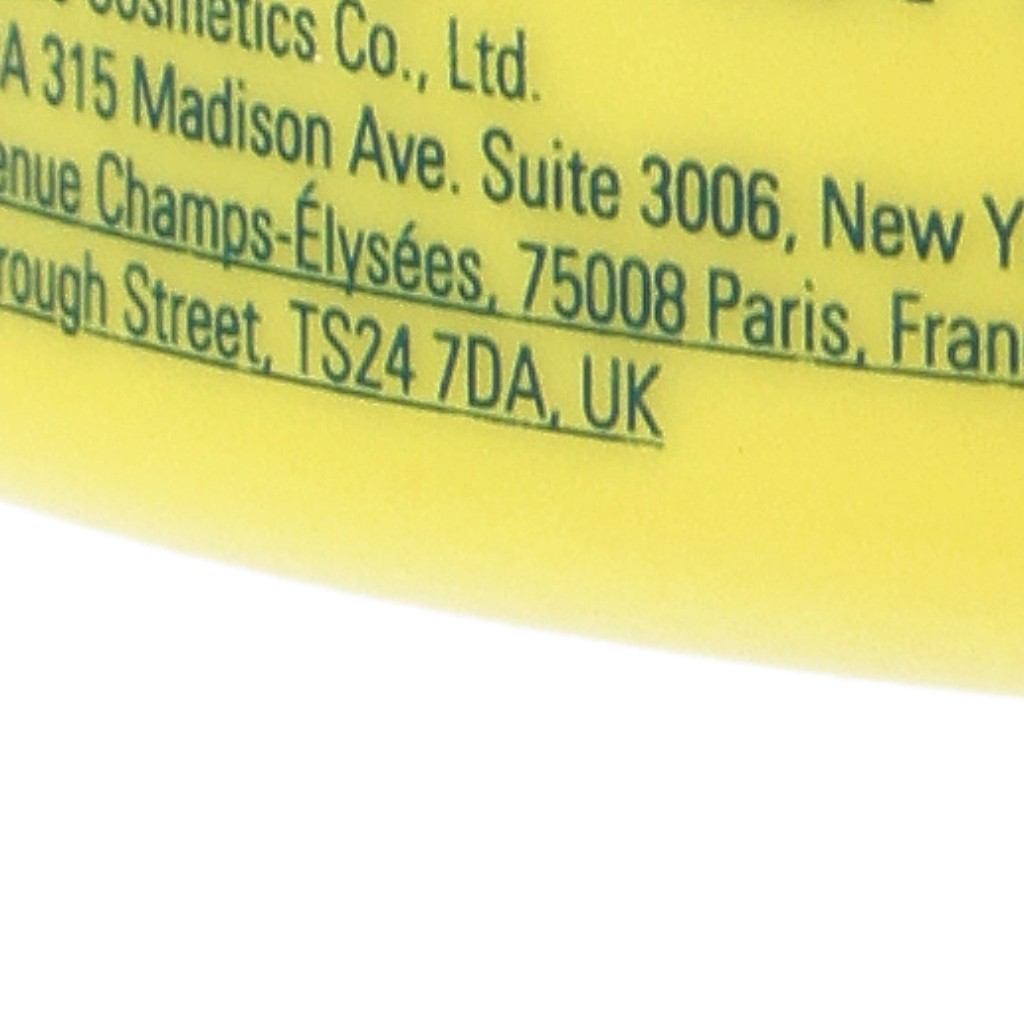 cosmetics Co., Ltd.
A 315 Madison Ave. Suite 3006, New Y
enue Champs-Élysées, 75008 Paris, Fran
rough Street, TS24 7DA, UK